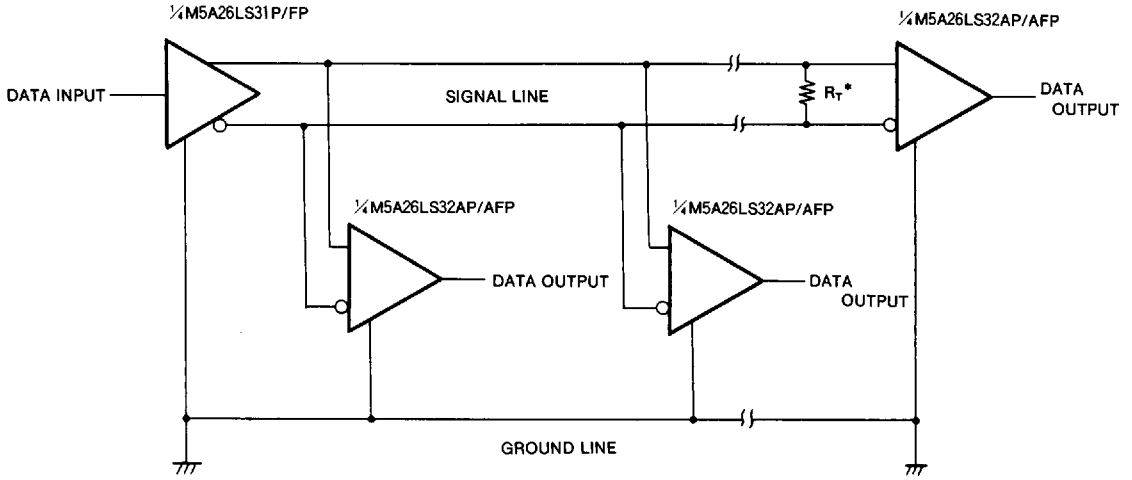 ¼M5A26LS31P/FP
¼M5A26LS32AP/AFP
DATA INPUT
SIGNAL LINE
RT*
DATA
OUTPUT
¼M5A26LS32AP/AFP
¼M5A26LS32AP/AFP
DATA OUTPUT
DATA
OUTPUT
GROUND LINE